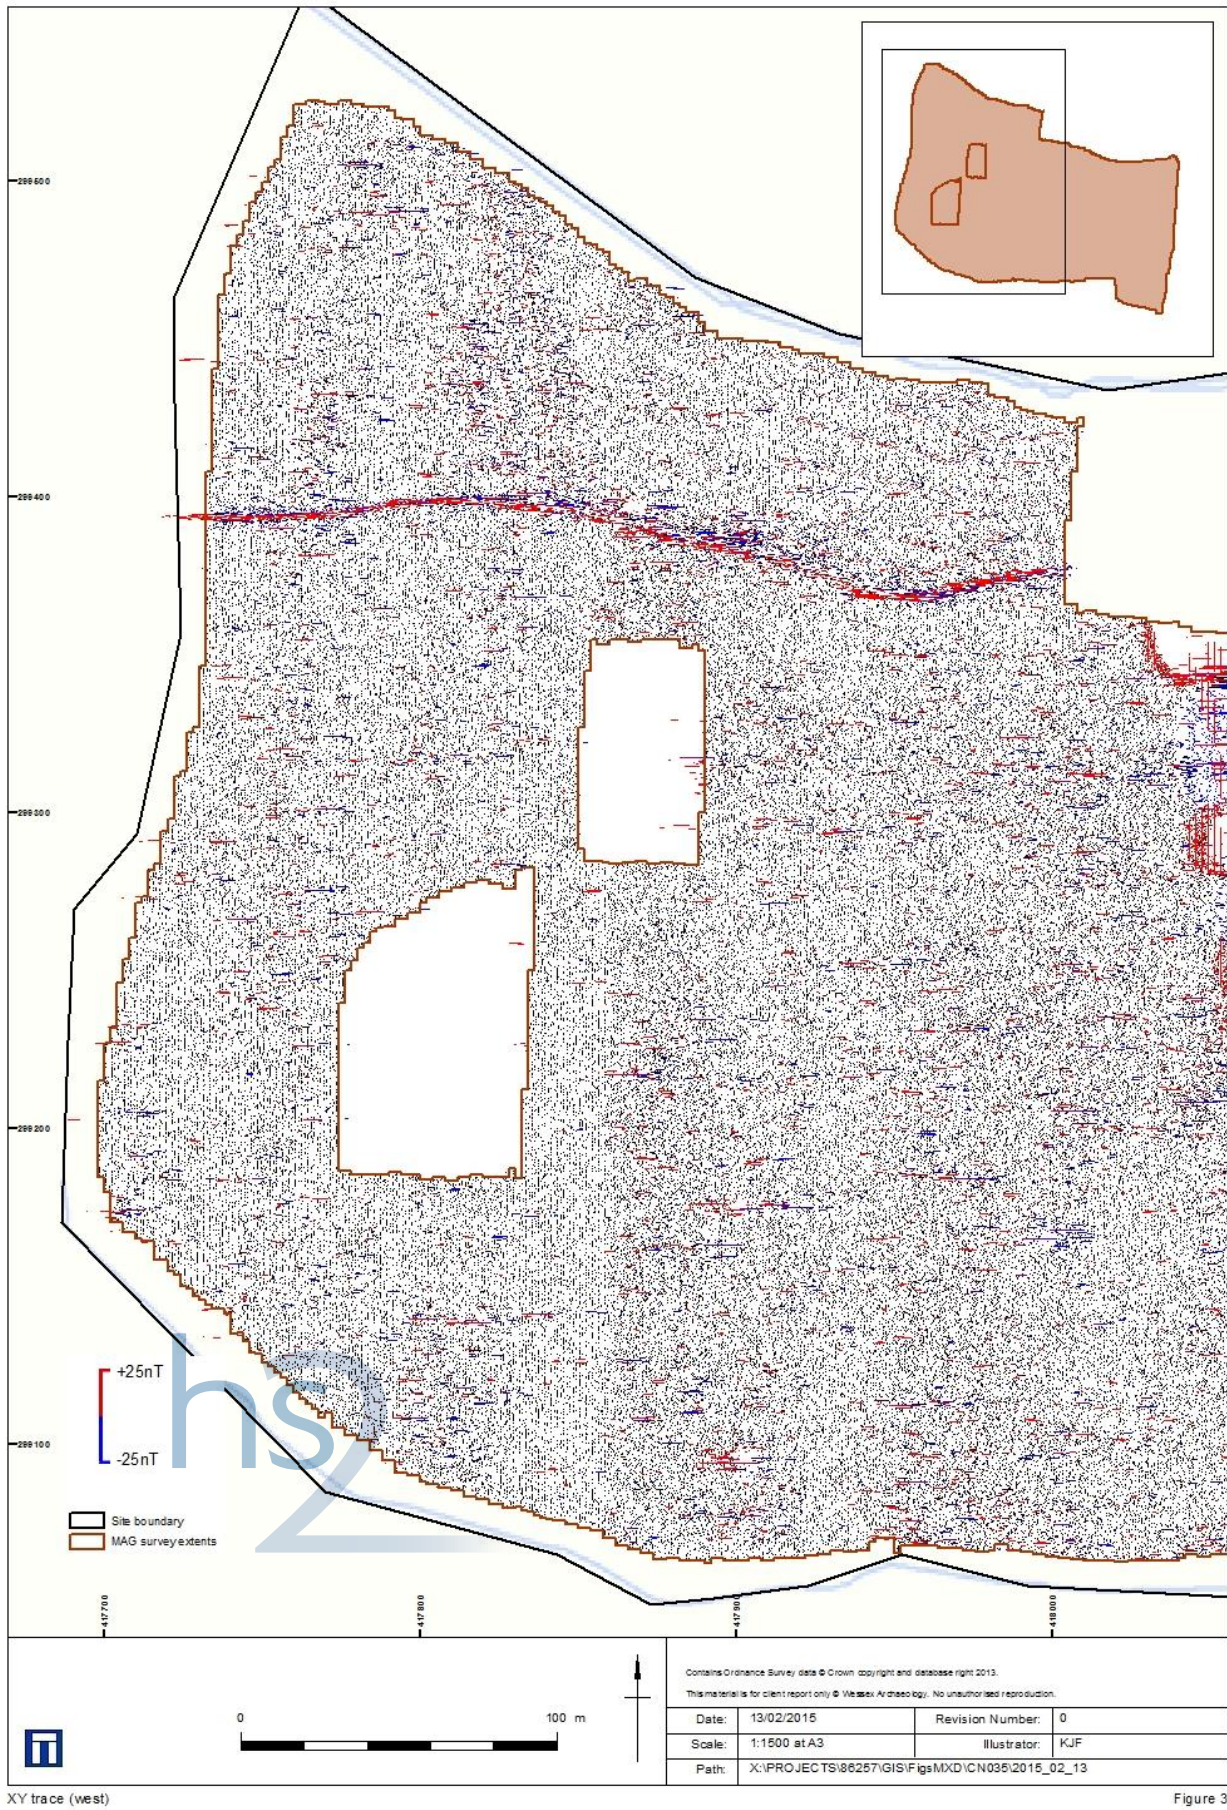 299500
299400
299300
299200
299100
+25nT
-25nT
hs2
Site boundary
MAG survey extents
417700
417800
417900
418000
0 100 m
Contains Ordnance Survey data © Crown copyright and database right 2013.
This material is for client report only © Wessex Archaeology. No unauthorised reproduction.
Date: 13/02/2015 Revision Number: 0
Scale: 1:1500 at A3 Illustrator: KJF
Path: X:\PROJECTS\86257\GIS\FigsMXD\CN035\2015_02_13
XY trace (west) Figure 3